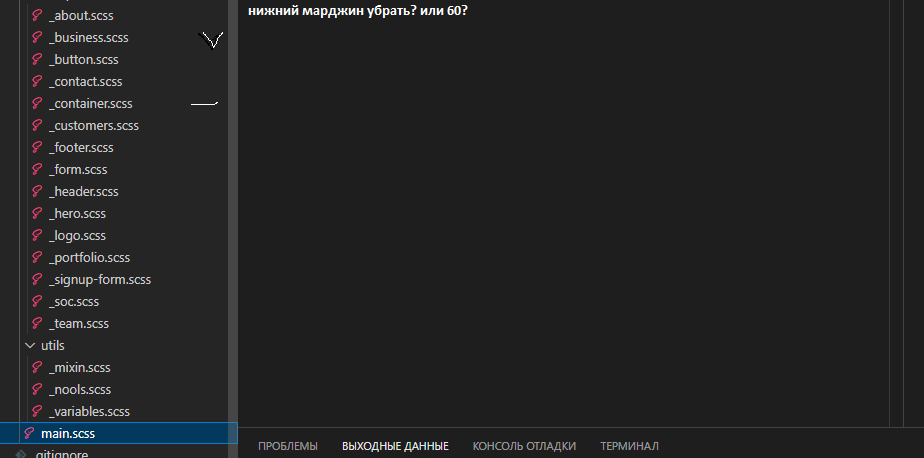 нижний марджин убрать? или 60?
_about.scss
_business.scss
_button.scss
_contact.scss
_container.scss
_customers.scss
_footer.scss
_form.scss
_header.scss
_hero.scss
_logo.scss
_portfolio.scss
_signup-form.scss
_soc.scss
_team.scss
utils
_mixin.scss
_nools.scss
_variables.scss
main.scss
.gitignore
ПРОБЛЕМЫ ВЫХОДНЫЕ ДАННЫЕ КОНСОЛЬ ОТЛАДКИ ТЕРМИНАЛ